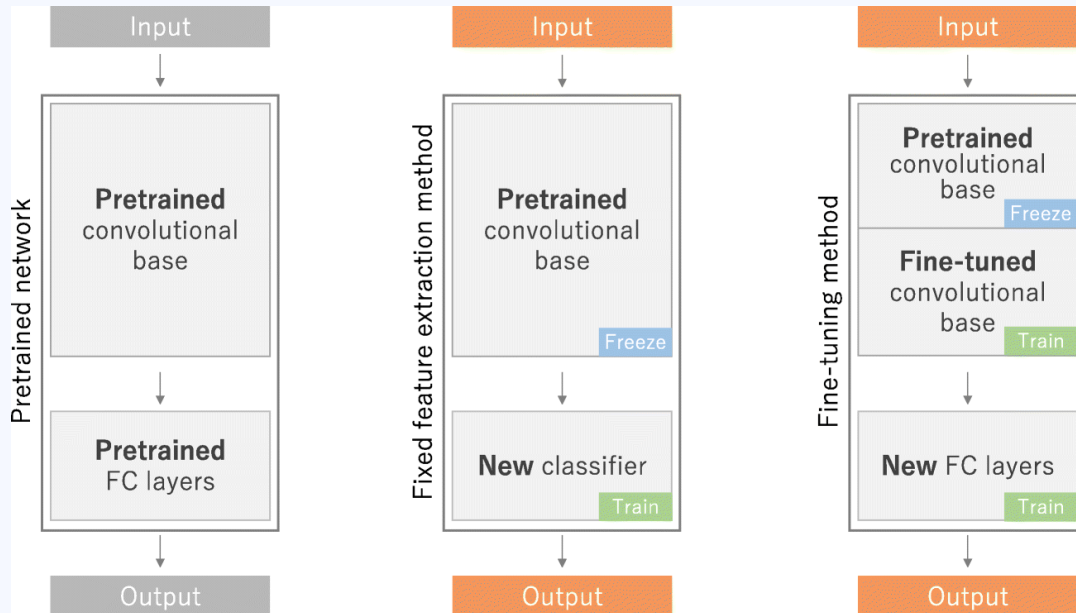 Input
Pretrained network
Pretrained
convolutional
base
Pretrained
FC layers
Output
Input
Fixed feature extraction method
Pretrained
convolutional
base
Freeze
New classifier
Train
Output
Input
Fine-tuning method
Pretrained
convolutional
base
Freeze
Fine-tuned
convolutional
base
Train
New FC layers
Train
Output